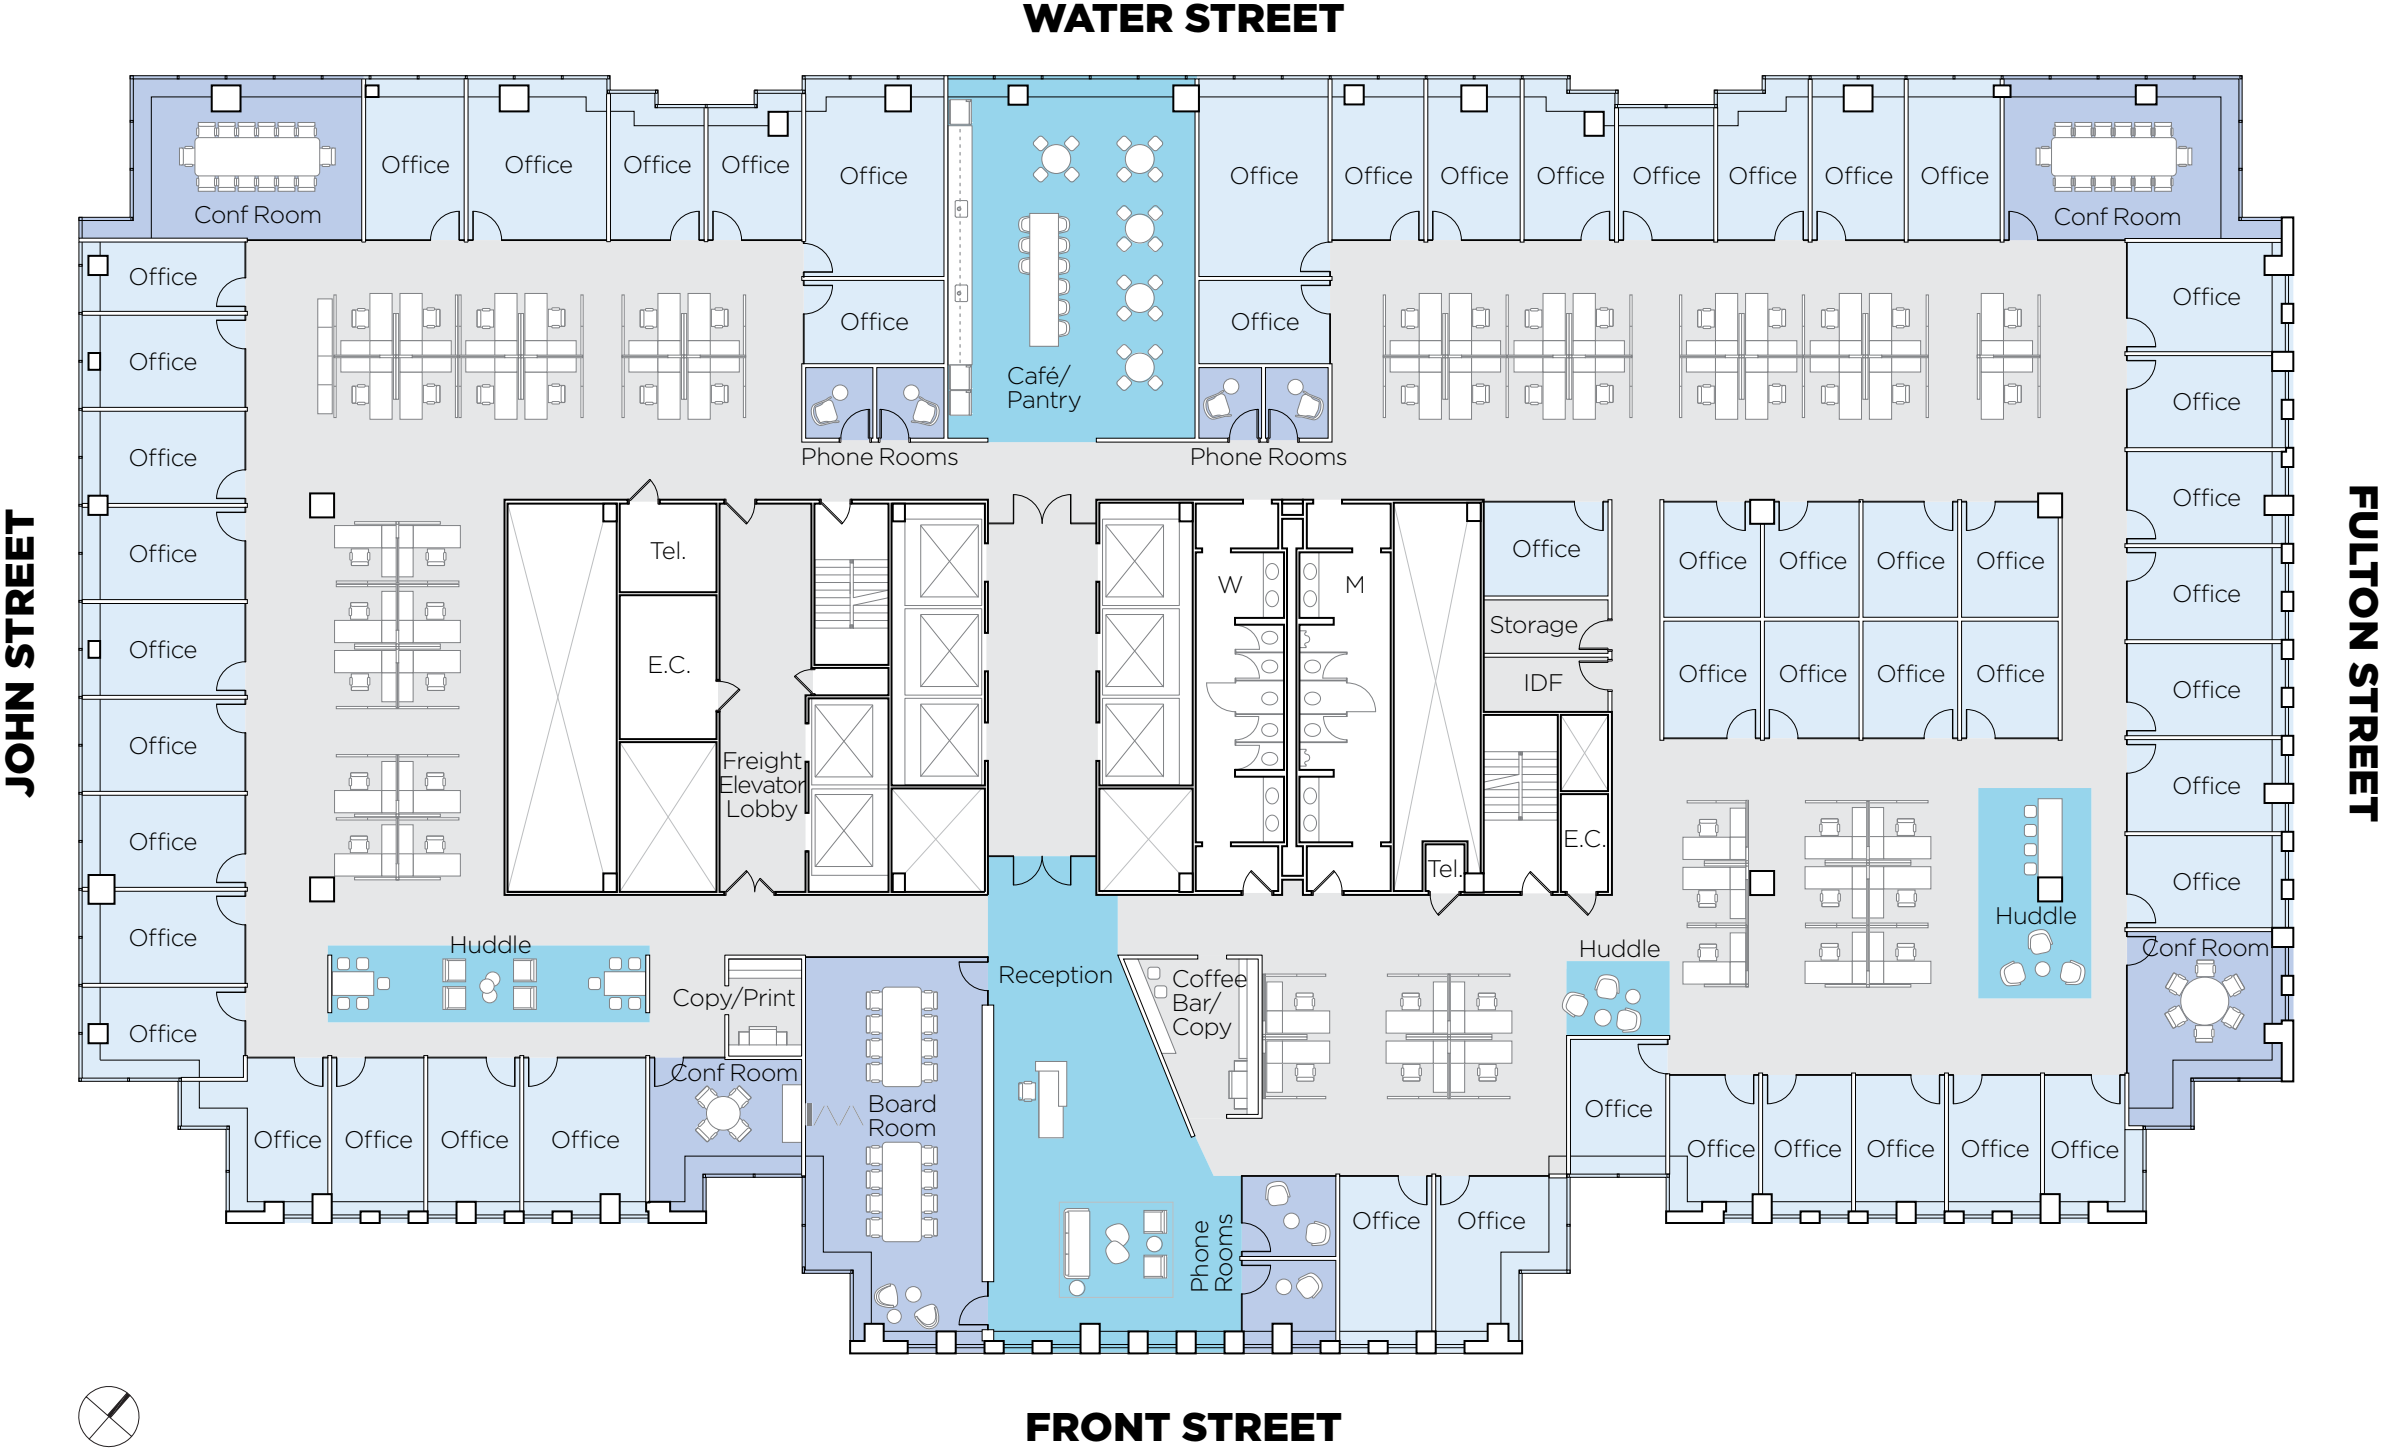 WATER STREET
Office
Office
Office
Office
Office
Office
Office
Office
Office
Office
Office
Office
Office
Conf Room
Conf Room
Office
Office
Office
Office
Office
Café/
Pantry
Office
Office
Office
Phone Rooms
Phone Rooms
JOHN STREET
FULTON STREET
Office
Office
Tel.
Office
Office
Office
Office
Office
W
M
Office
Storage
Office
E.C.
IDF
Office
Office
Office
Office
Office
Office
Freight
Elevator
Lobby
Office
Office
E.C.
Tel.
Office
Huddle
Office
Huddle
Huddle
Conf Room
Reception
Coffee
Bar/
Copy
Copy/Print
Office
Conf Room
Board
Room
Office
Office
Office
Office
Office
Office
Office
Office
Office
Office
Phone
Rooms
Office
Office
FRONT STREET